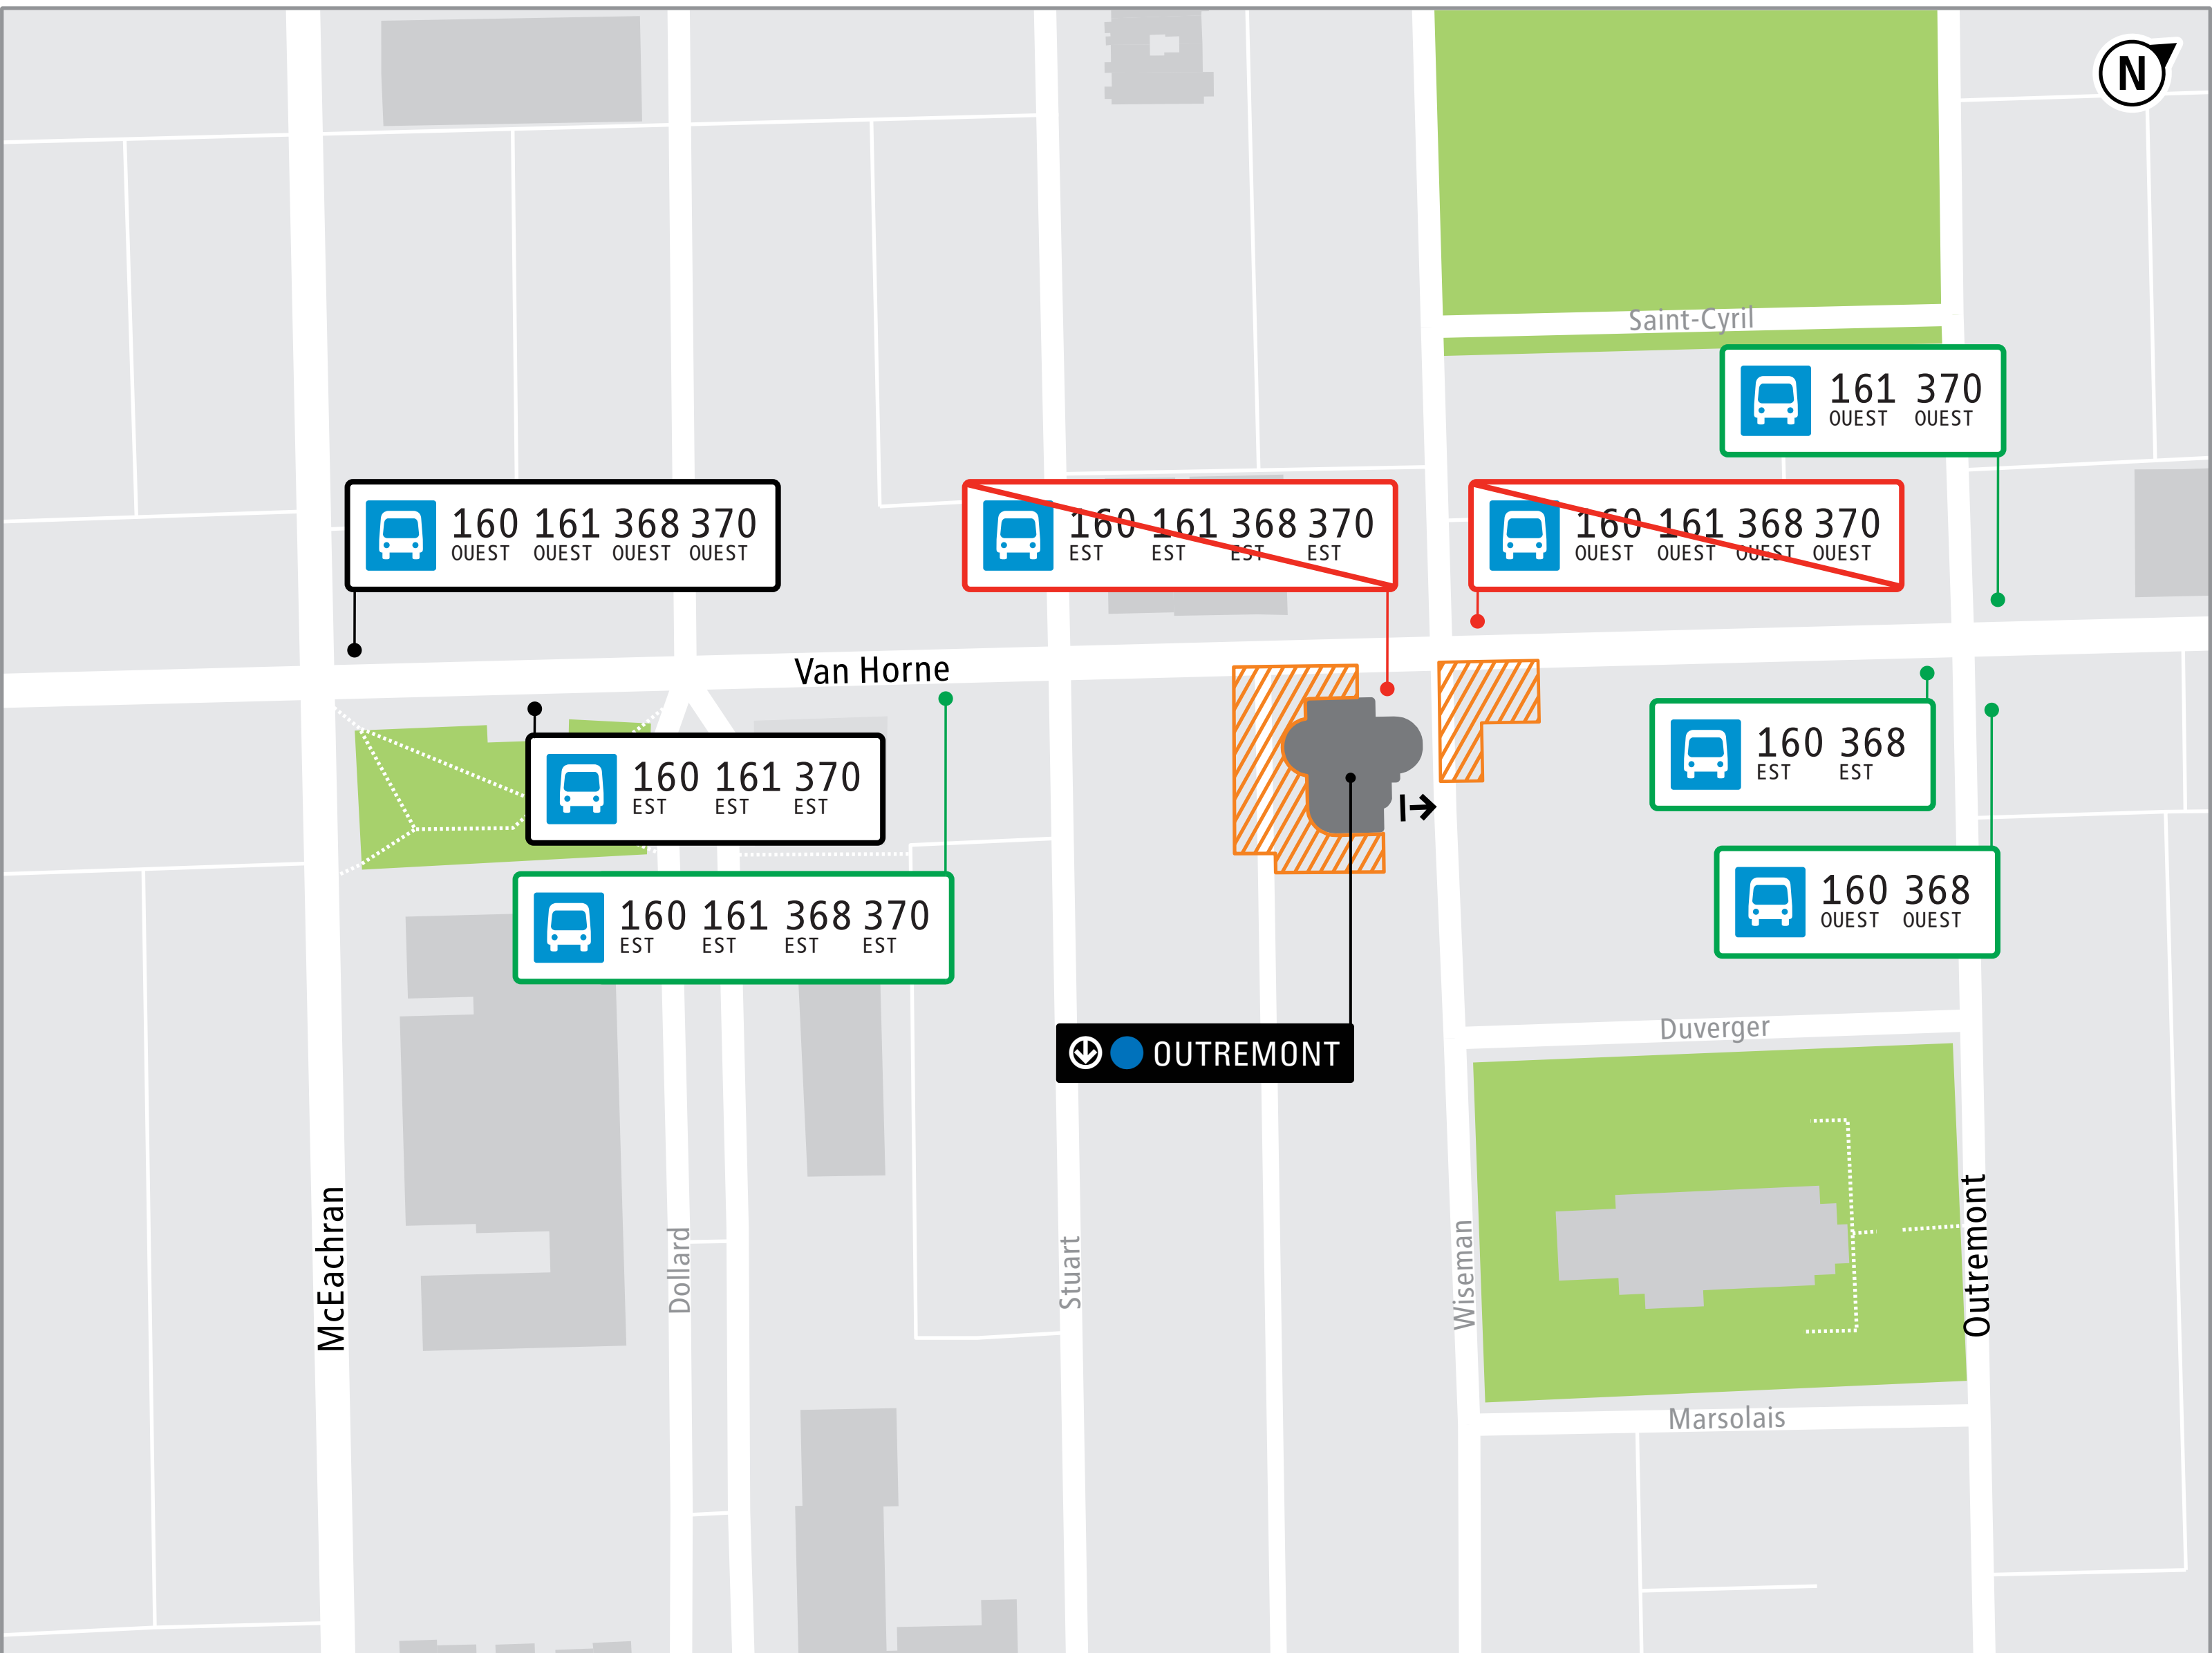 N
Saint-Cyril
161 370
OUEST OUEST
160 161 368 370
OUEST OUEST OUEST OUEST
160 161 368 370
EST EST EST EST
160 161 368 370
OUEST OUEST OUEST OUEST
Van Horne
160 368
EST EST
160 161 370
EST EST EST
160 368
OUEST OUEST
160 161 368 370
EST EST EST EST
Duverger
OUTREMONT
McEachran
Dollard
Stuart
Wiseman
Outremont
Marsolais